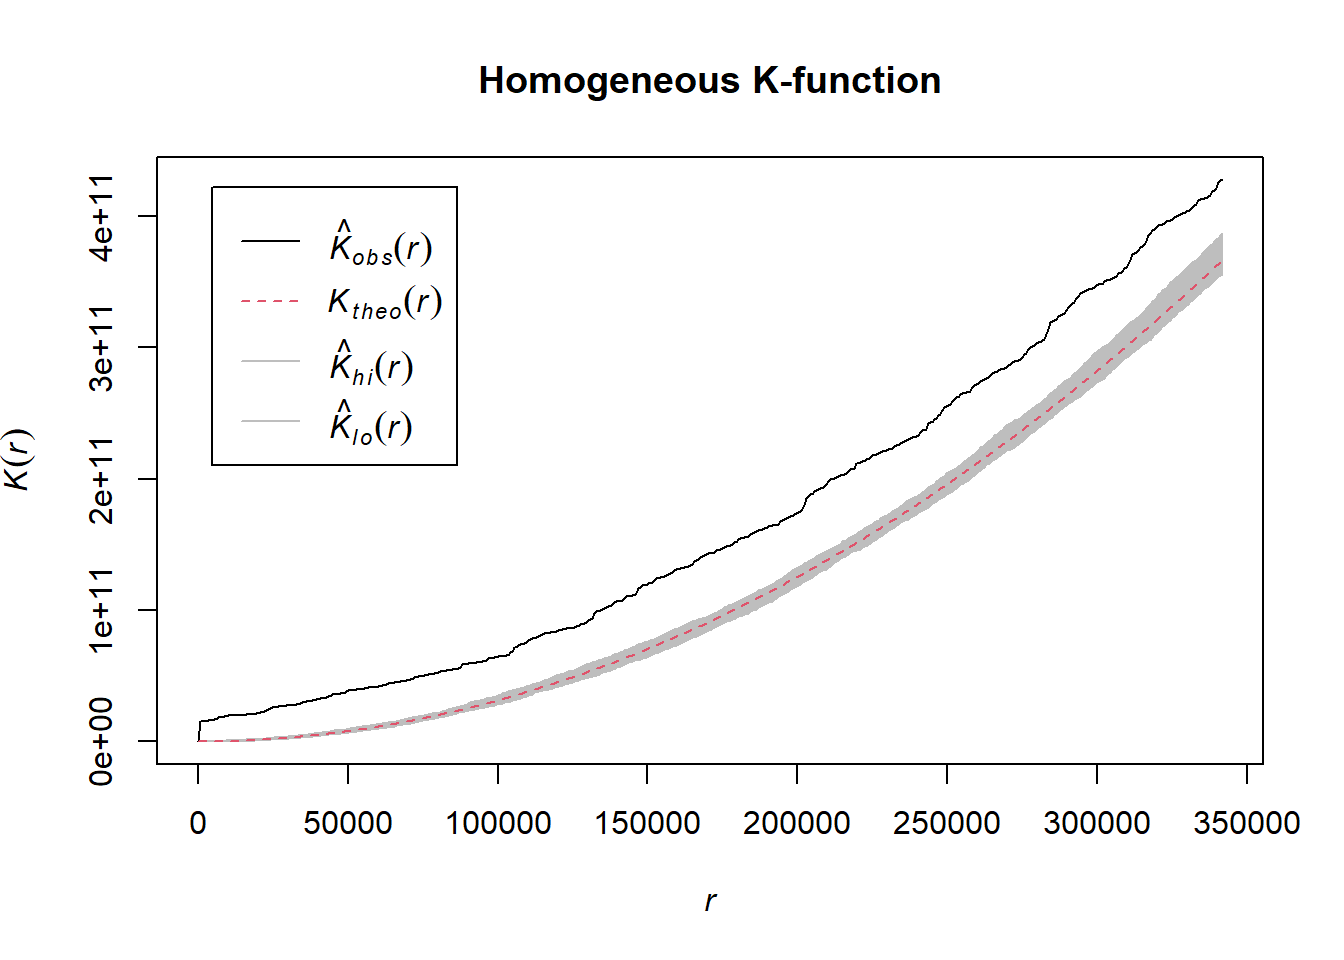 Homogeneous K-function
K̂obs(r)
Ktheo(r)
K̂hi(r)
K̂lo(r)
K(r)
4e+11
3e+11
2e+11
1e+11
0e+00
0 50000 100000 150000 200000 250000 300000 350000
r